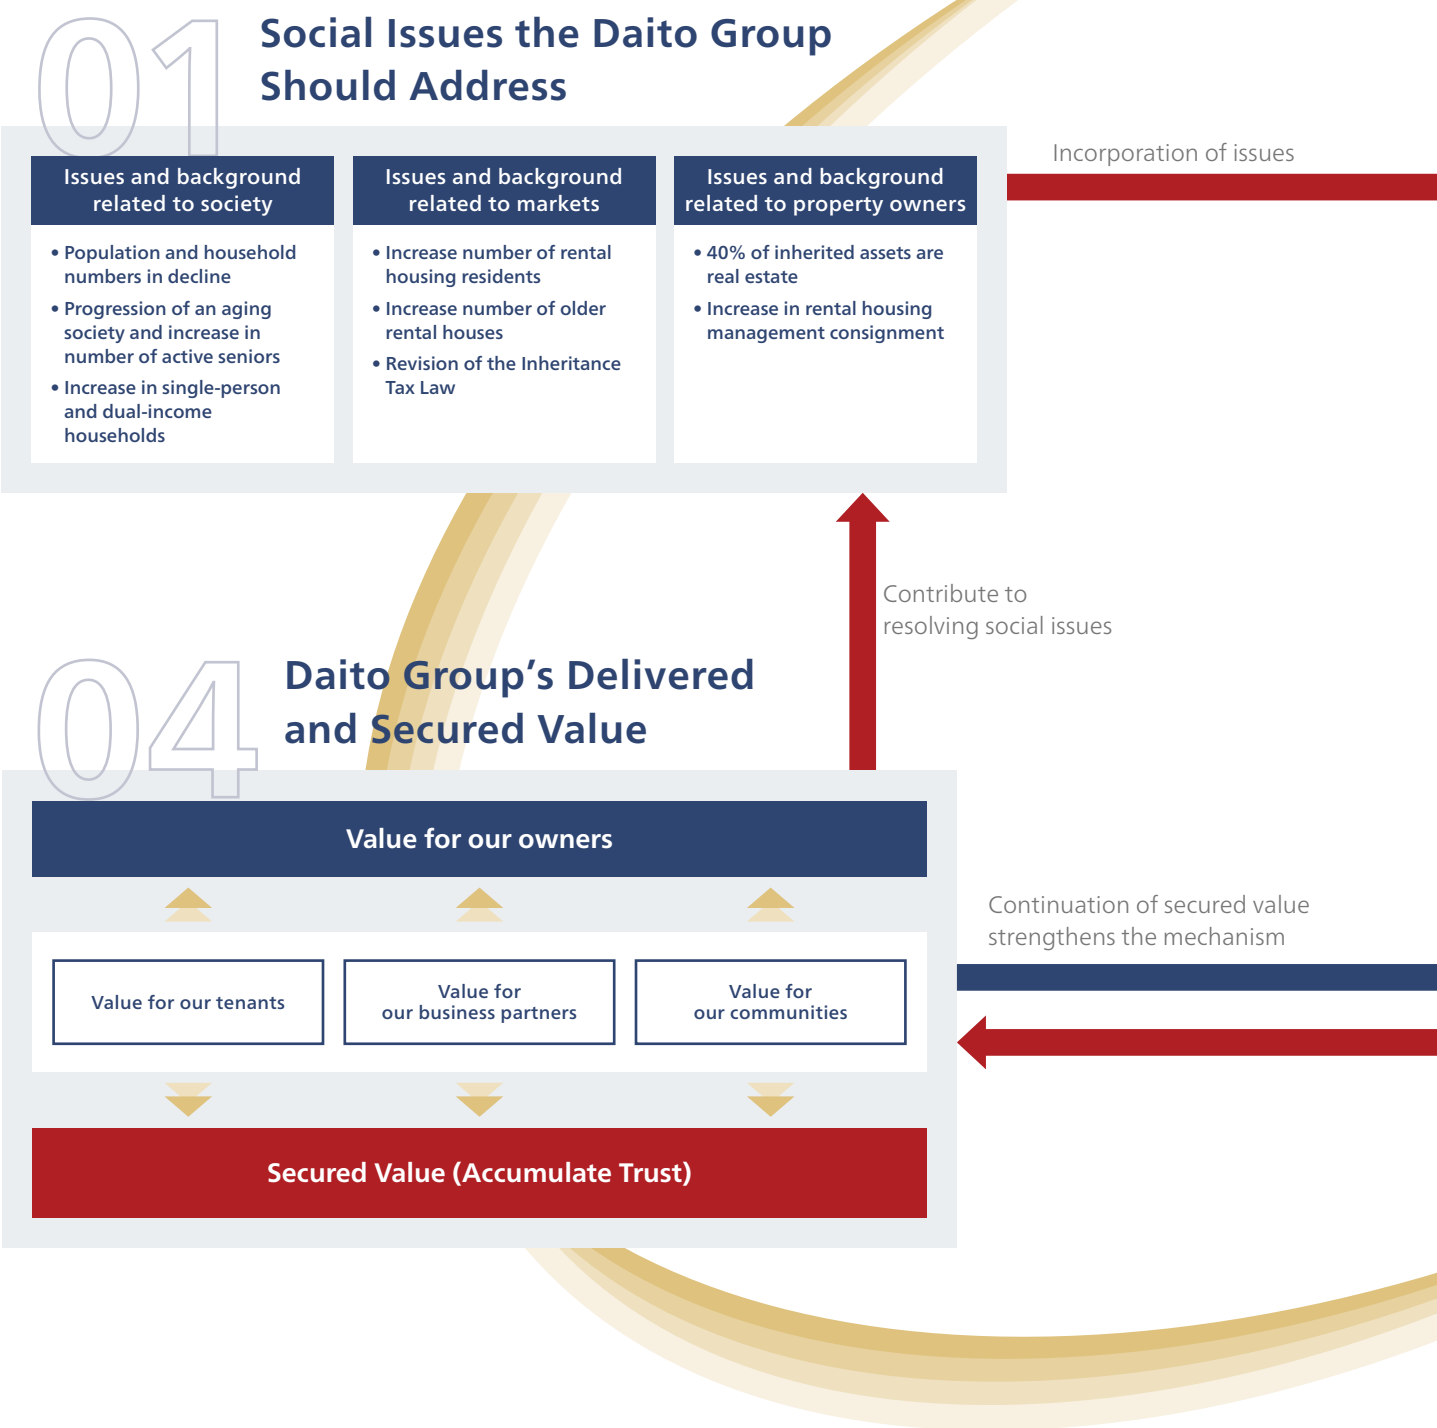 01
Social Issues the Daito Group
Should Address
Incorporation of issues
Issues and background
related to society
• Population and household
numbers in decline
• Progression of an aging
society and increase in
number of active seniors
• Increase in single-person
and dual-income
households
Issues and background
related to markets
• Increase number of rental
housing residents
• Increase number of older
rental houses
• Revision of the Inheritance
Tax Law
Issues and background
related to property owners
• 40% of inherited assets are
real estate
• Increase in rental housing
management consignment
Contribute to
resolving social issues
04
Daito Group’s Delivered
and Secured Value
Value for our owners
Value for our tenants
Value for
our business partners
Value for
our communities
Secured Value (Accumulate Trust)
Continuation of secured value
strengthens the mechanism